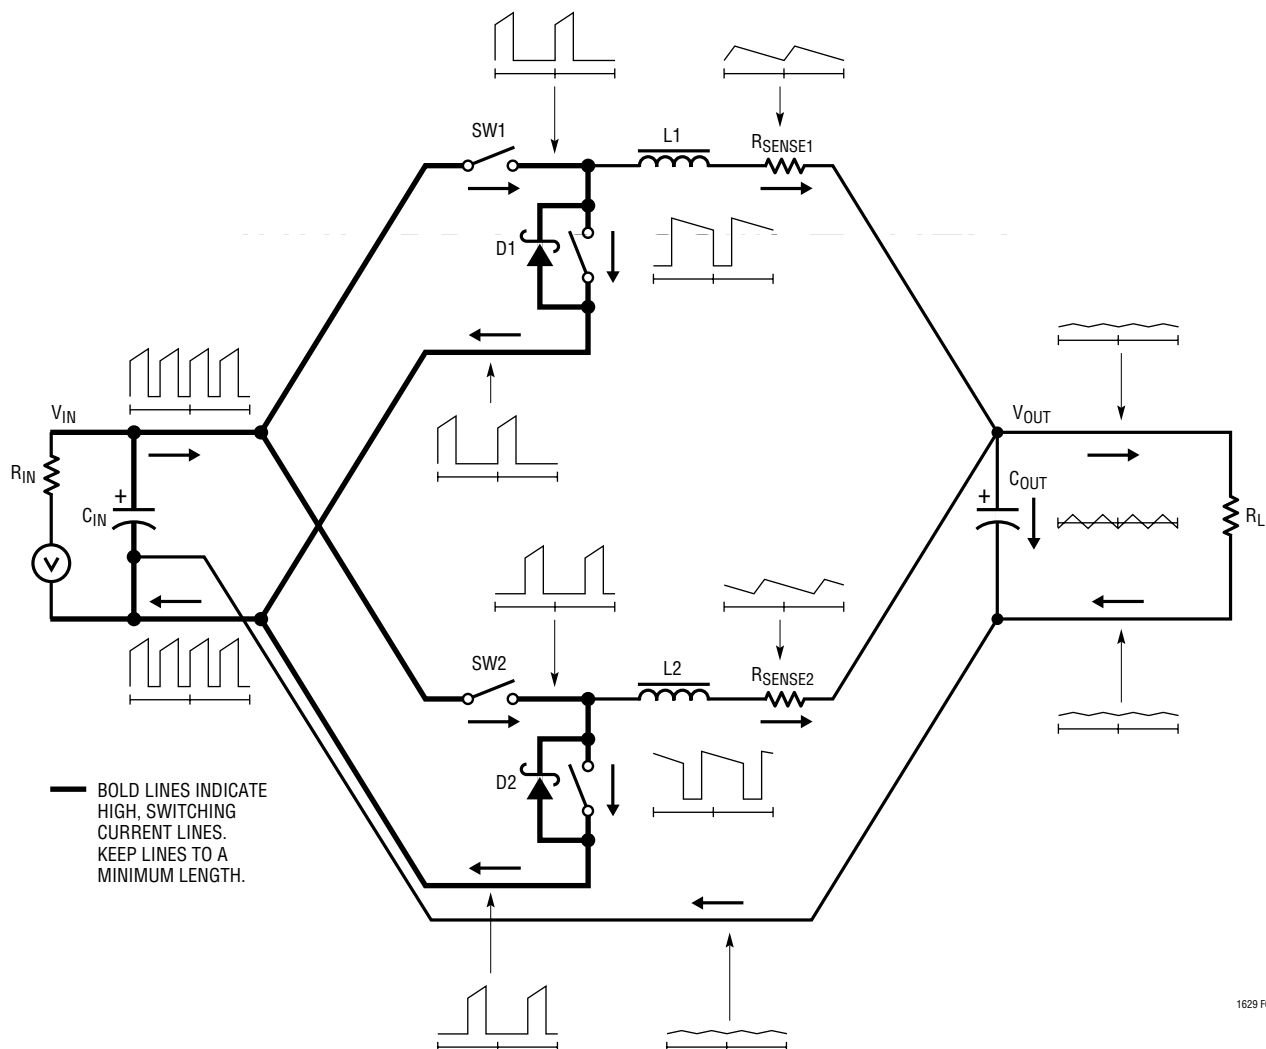 SW1
L1
RSENSE1
D1
VIN
RIN
+
CIN
V
VOUT
COUT
+
RL
SW2
L2
RSENSE2
D2
BOLD LINES INDICATE
HIGH, SWITCHING
CURRENT LINES.
KEEP LINES TO A
MINIMUM LENGTH.
1629